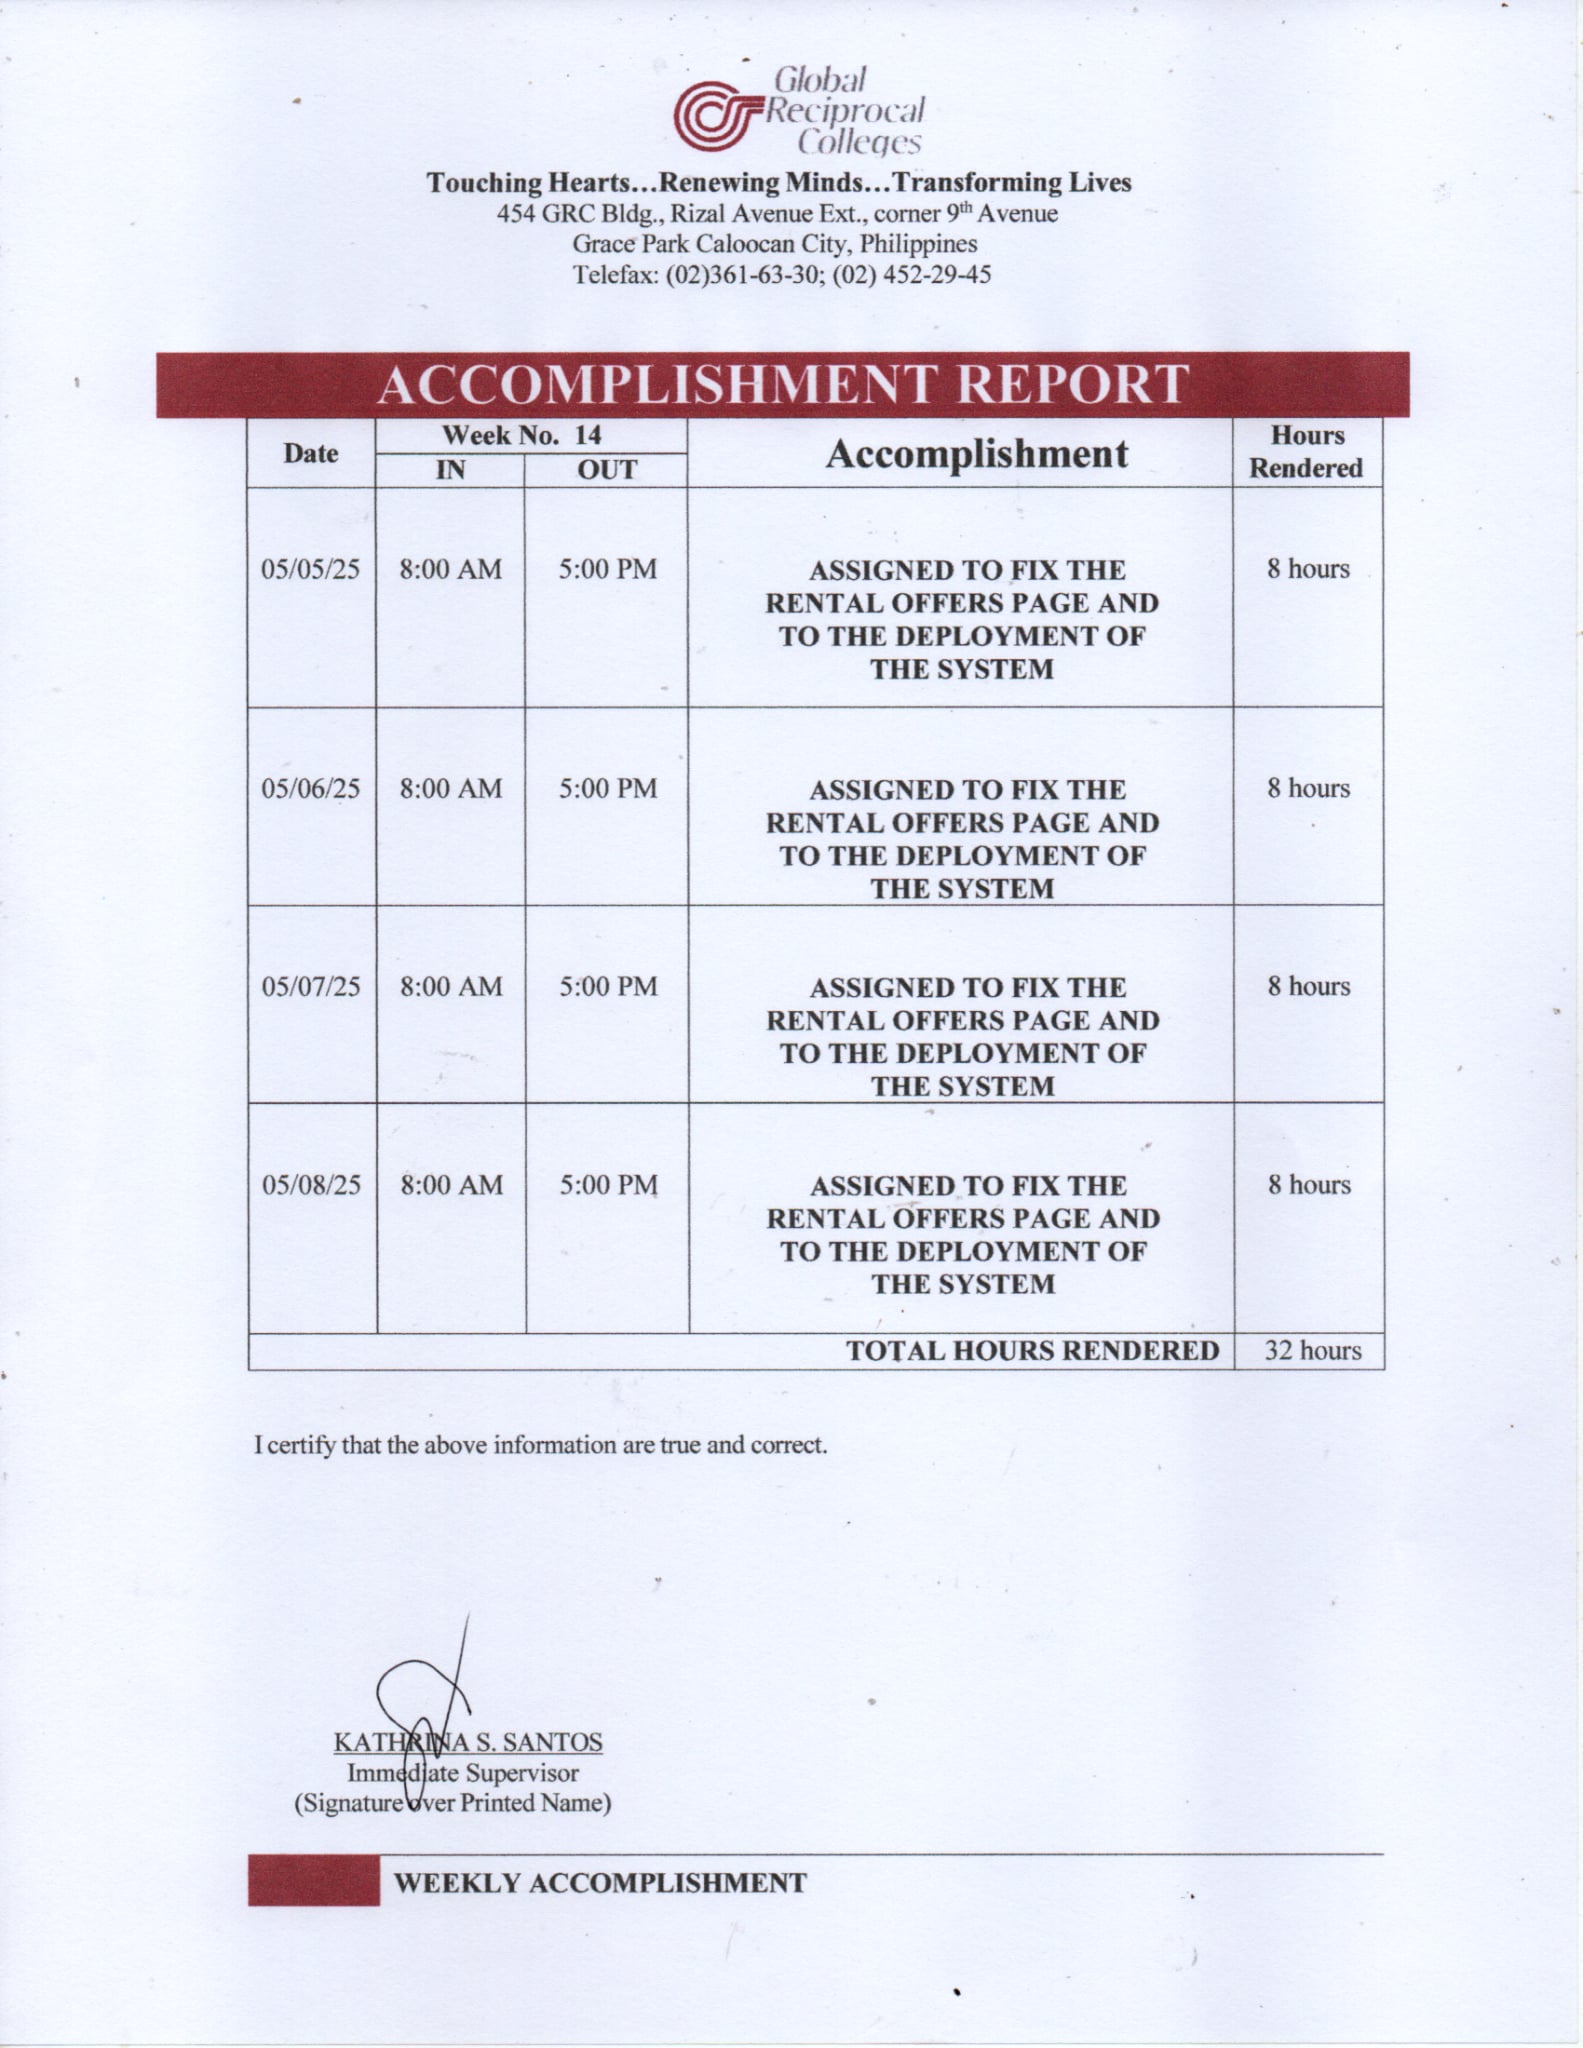 Global
Reciprocal
Colleges
Touching Hearts...Renewing Minds...Transforming Lives
454 GRC Bldg., Rizal Avenue Ext., corner 9th Avenue
Grace Park Caloocan City, Philippines
Telefax: (02)361-63-30; (02) 452-29-45
ACCOMPLISHMENT REPORT
Date
Week No. 14
IN
OUT
Accomplishment
Hours
Rendered
05/05/25 8:00 AM 5:00 PM ASSIGNED TO FIX THE 8 hours
RENTAL OFFERS PAGE AND
TO THE DEPLOYMENT OF
THE SYSTEM
05/06/25 8:00 AM 5:00 PM ASSIGNED TO FIX THE 8 hours
RENTAL OFFERS PAGE AND
TO THE DEPLOYMENT OF
THE SYSTEM
05/07/25 8:00 AM 5:00 PM ASSIGNED TO FIX THE 8 hours
RENTAL OFFERS PAGE AND
TO THE DEPLOYMENT OF
THE SYSTEM
05/08/25 8:00 AM 5:00 PM ASSIGNED TO FIX THE 8 hours
RENTAL OFFERS PAGE AND
TO THE DEPLOYMENT OF
THE SYSTEM
TOTAL HOURS RENDERED 32 hours
I certify that the above information are true and correct.
KATHRINA S. SANTOS
Immediate Supervisor
(Signature over Printed Name)
WEEKLY ACCOMPLISHMENT